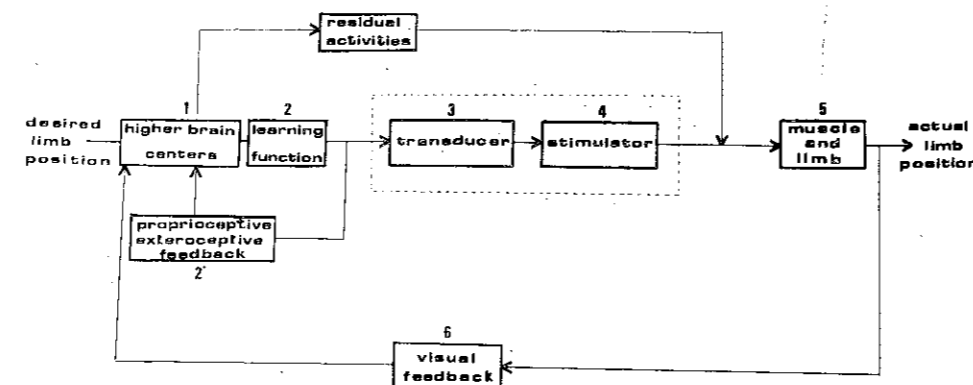 residual
activities
1
2
3
4
5
desired
limb
position
higher brain
centers
learning
function
transducer
stimulator
muscle
and
limb
actual
limb
position
proprioceptive
exteroceptive
feedback
2'
6
visual
feedback